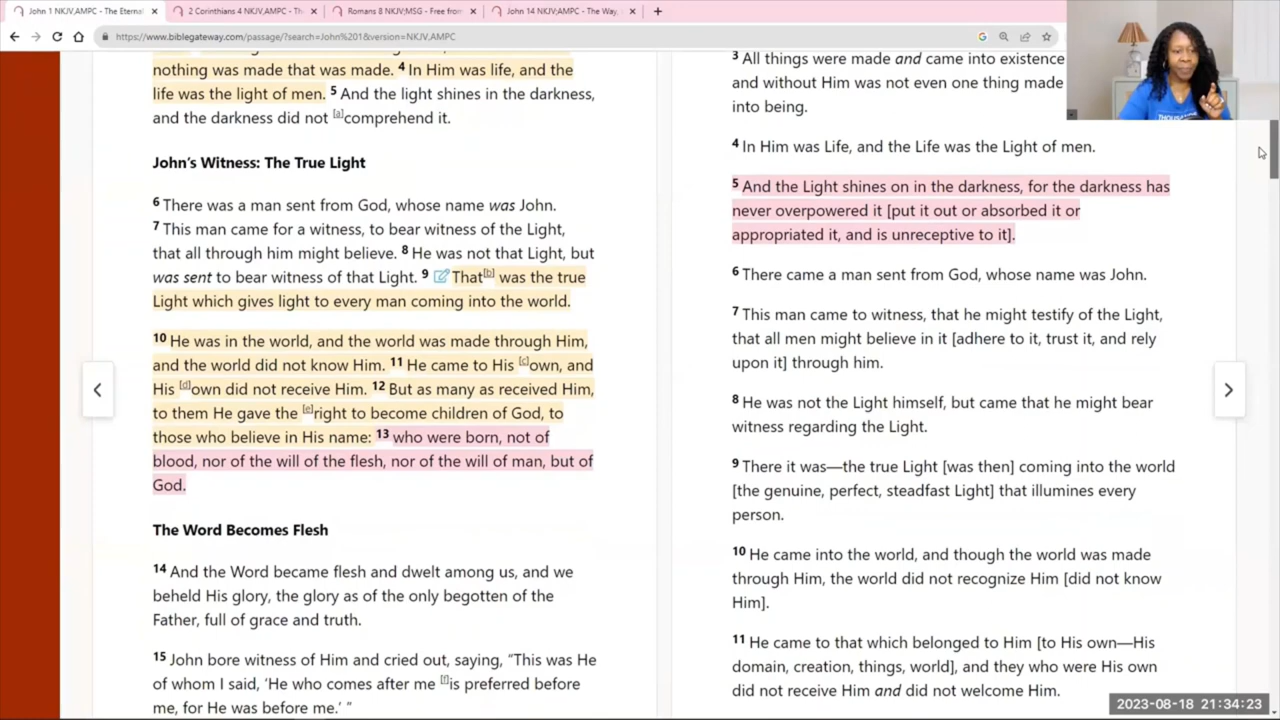 John 1 NKJV,AMPC - The Eternal
2 Corinthians 4 NKJV,AMPC - Th
Romans 8 NKJV;MSG - Free from
John 14 NKJV;AMPC - The Way,
https://www.biblegateway.com/passage/?search=John%201&version=NKJV,AMPC
nothing was made that was made. 4 In Him was life, and the
life was the light of men. 5 And the light shines in the darkness,
and the darkness did not [a]comprehend it.
John's Witness: The True Light
6 There was a man sent from God, whose name was John.
7 This man came for a witness, to bear witness of the Light,
that all through him might believe. 8 He was not that Light, but
was sent to bear witness of that Light. 9 That[b] was the true
Light which gives light to every man coming into the world.
10 He was in the world, and the world was made through Him,
and the world did not know Him. 11 He came to His [c]own, and
His [d]own did not receive Him. 12 But as many as received Him,
to them He gave the [e]right to become children of God, to
those who believe in His name: 13 who were born, not of
blood, nor of the will of the flesh, nor of the will of man, but of
God.
The Word Becomes Flesh
14 And the Word became flesh and dwelt among us, and we
beheld His glory, the glory as of the only begotten of the
Father, full of grace and truth.
15 John bore witness of Him and cried out, saying, “This was He
of whom I said, ‘He who comes after me [f]is preferred before
me, for He was before me.’ ”
3 All things were made and came into existence
and without Him was not even one thing made
into being.
4 In Him was Life, and the Life was the Light of men.
5 And the Light shines on in the darkness, for the darkness has
never overpowered it [put it out or absorbed it or
appropriated it, and is unreceptive to it].
6 There came a man sent from God, whose name was John.
7 This man came to witness, that he might testify of the Light,
that all men might believe in it [adhere to it, trust it, and rely
upon it] through him.
8 He was not the Light himself, but came that he might bear
witness regarding the Light.
9 There it was—the true Light [was then] coming into the world
[the genuine, perfect, steadfast Light] that illumines every
person.
10 He came into the world, and though the world was made
through Him, the world did not recognize Him [did not know
Him].
11 He came to that which belonged to Him [to His own—His
domain, creation, things, world], and they who were His own
did not receive Him and did not welcome Him.
THOUSAN
2023-08-18 21:34:23